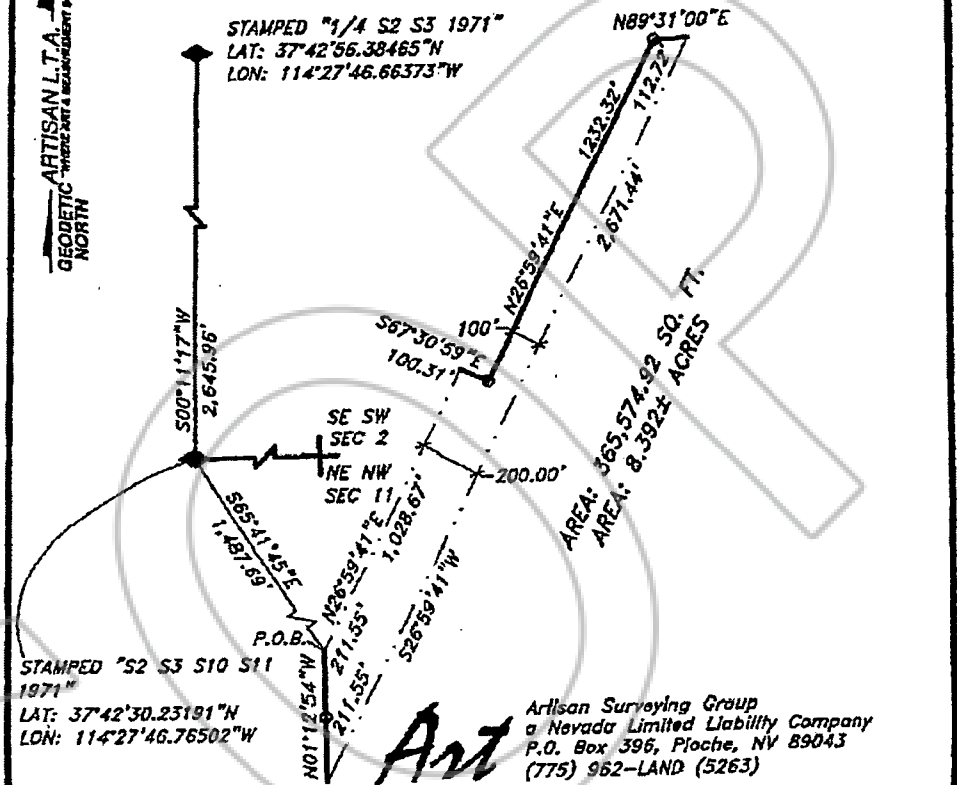 ARTISAN L.T.A.
GEODETIC
NORTH
STAMPED "1/4 S2 S3 1971"
LAT: 37°42'56.38465"N
LON: 114°27'46.66373"W
N89°31'00"E
112.72'
1232.32'
N26°59'41"E
2,671.44'
S00°11'17"W
2,645.96'
S67°30'59"E
100.31'
100'
AREA: 365,574.92 SQ. FT.
AREA: 8.392± ACRES
SE SW
SEC 2
NE NW
SEC 11
200.00'
S65°41'45"E
1,487.69'
N26°59'41"E
1,028.67'
S26°59'41"W
P.O.B.
211.55'
211.55'
N01°12'54"W
STAMPED "S2 S3 S10 S11
1971"
LAT: 37°42'30.23191"N
LON: 114°27'46.76502"W
Art
Artisan Surveying Group
a Nevada Limited Liability Company
P.O. Box 396, Pioche, NV 89043
(775) 962-LAND (5263)